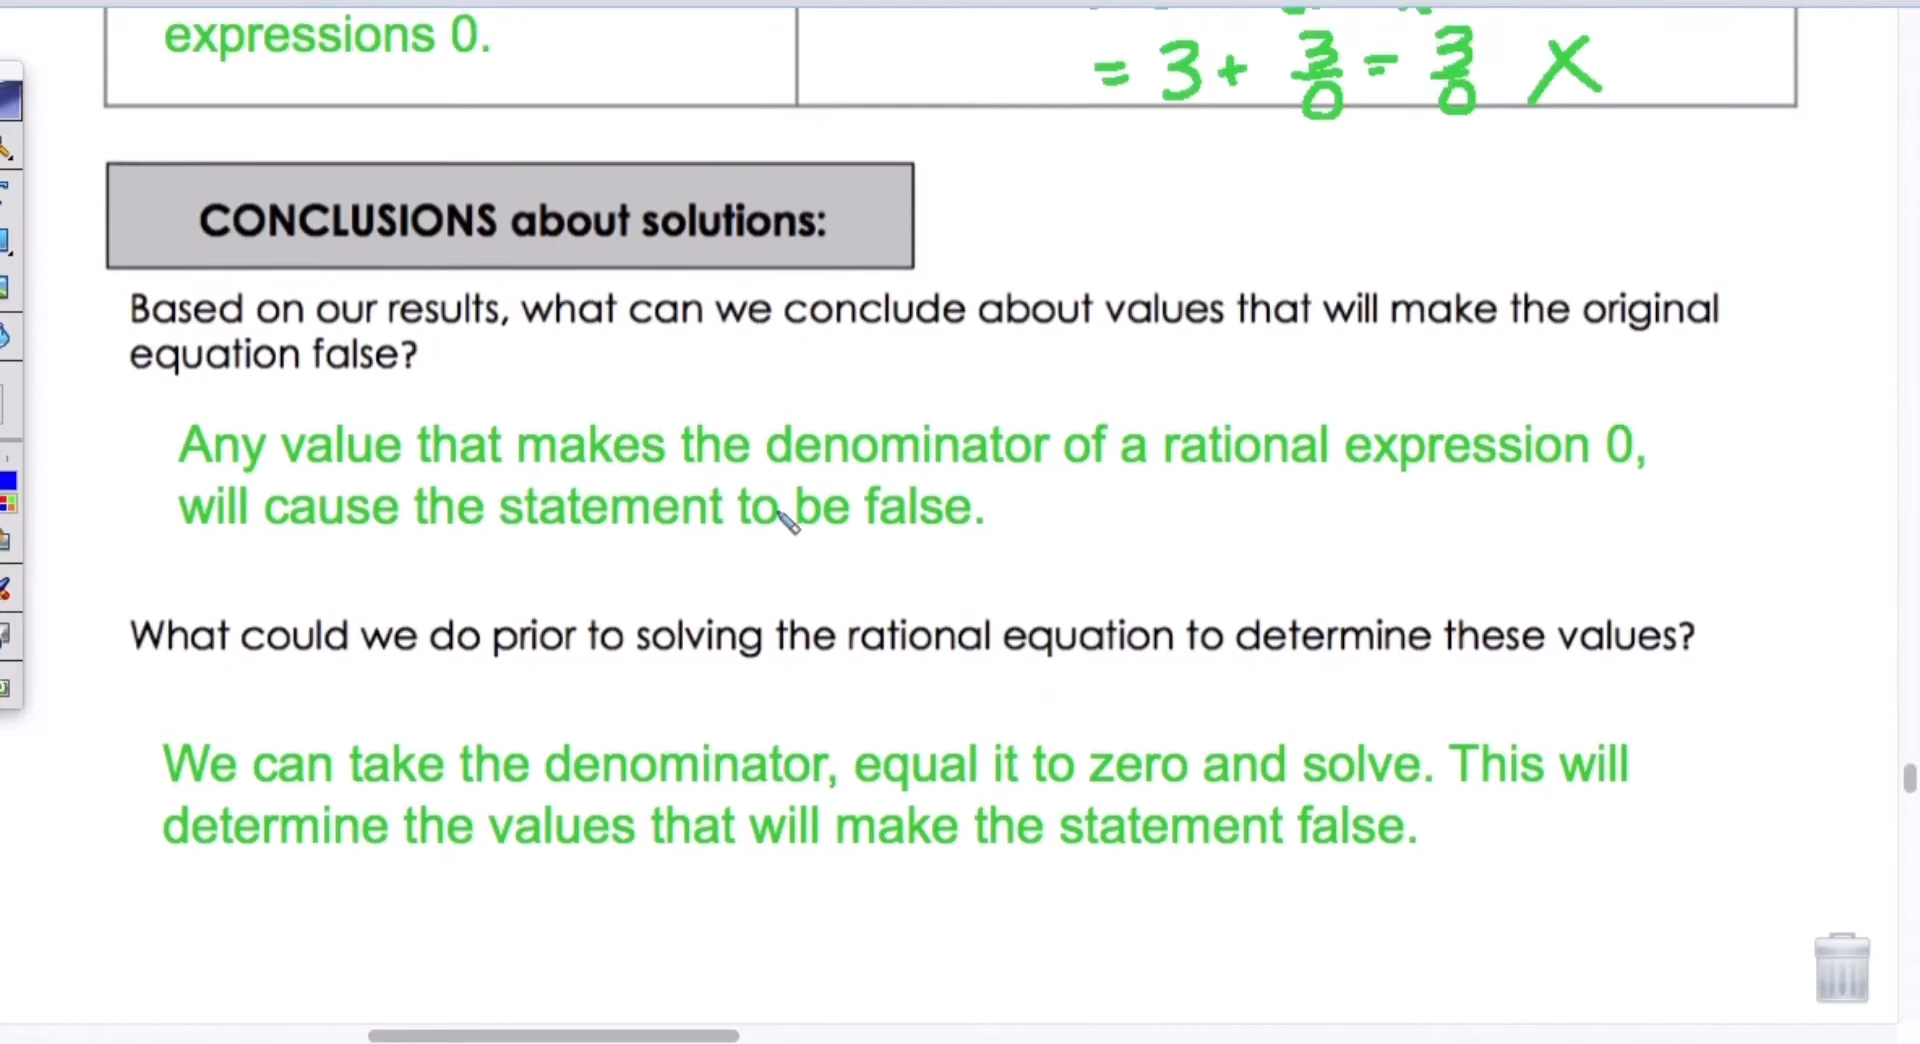 expressions 0.
= 3 + 3/0 = 3/0 X
CONCLUSIONS about solutions:
Based on our results, what can we conclude about values that will make the original
equation false?
Any value that makes the denominator of a rational expression 0,
will cause the statement to be false.
What could we do prior to solving the rational equation to determine these values?
We can take the denominator, equal it to zero and solve. This will
determine the values that will make the statement false.